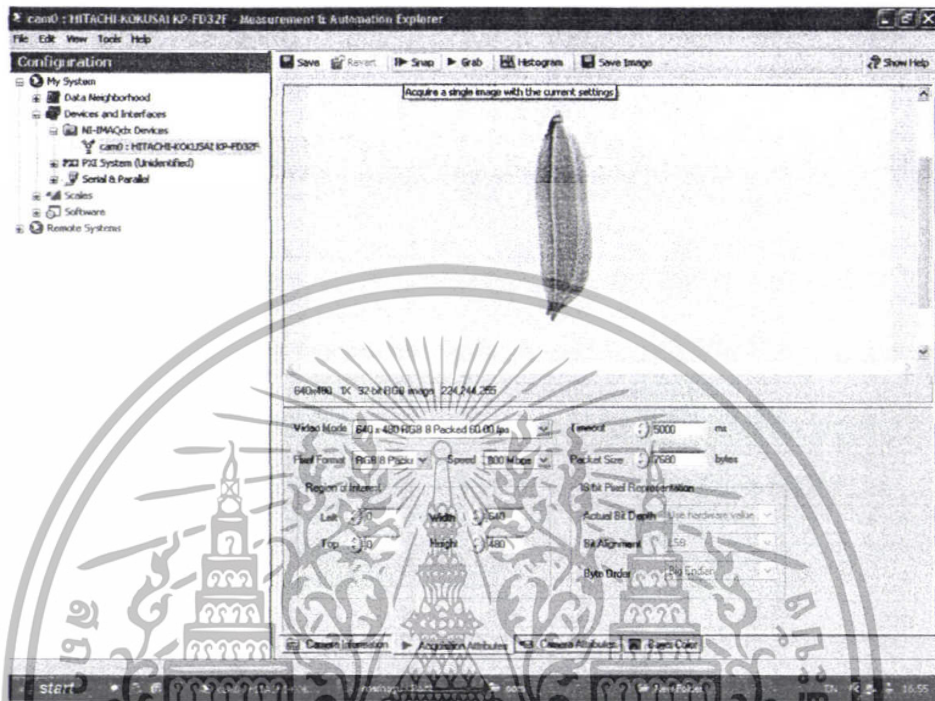 cam0 : HITACHI-KOKUSAI KP-FD32F - Measurement & Automation Explorer
File Edit View Tools Help
Configuration
My System
Data Neighborhood
Devices and Interfaces
NI-IMAQdx Devices
cam0 : HITACHI-KOKUSAI KP-FD32F
PXI PXI System (Unidentified)
Serial & Parallel
Scales
Software
Remote Systems
Save Revert Snap Grab Histogram Save Image Show Help
Acquire a single image with the current settings
640x480 1X 32-bit RGB image 224,244,255
Video Mode 640 x 480 RGB 8 Packed 60.00 fps Timeout 5000 ms
Pixel Format RGB 8 Packe Speed 800 Mbps Packet Size 7680 bytes
Region of Interest 16-bit Pixel Representation
Left 0 Width 640 Actual Bit Depth Use hardware value
Top 0 Height 480 Bit Alignment LSB
Byte Order Big Endian
Camera Information Acquisition Attributes Camera Attributes Bayer Color
start New Folder EN 16:55